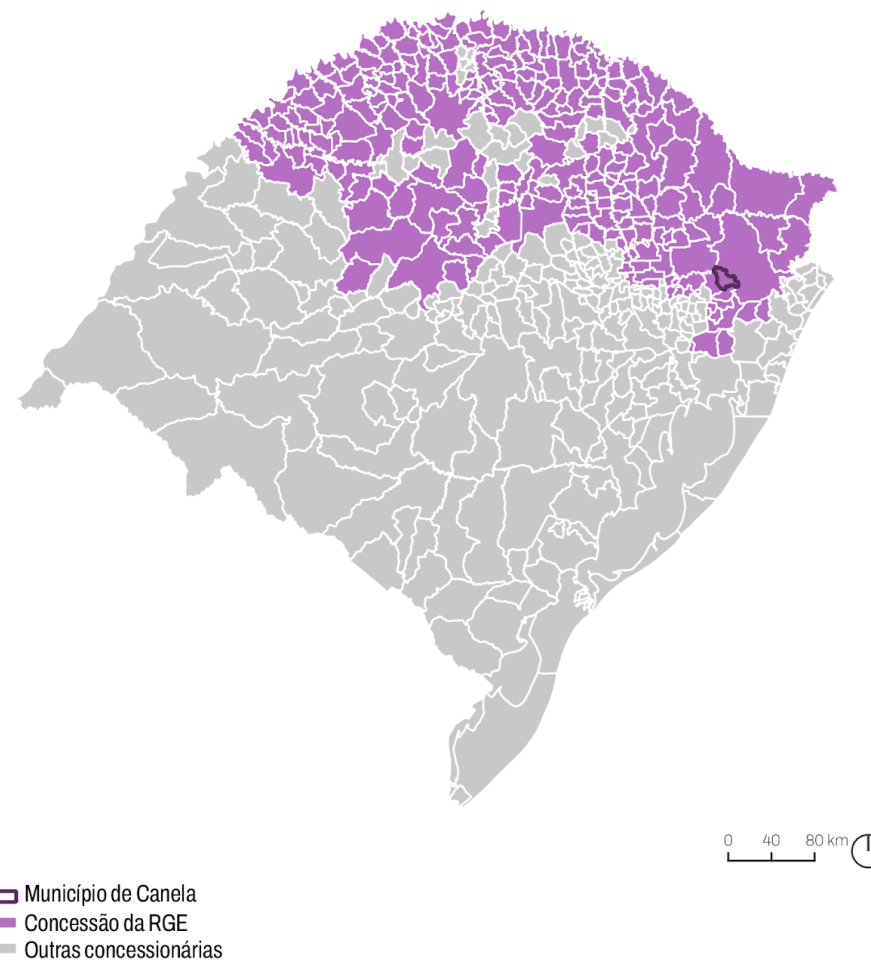 0 40 80 km
Município de Canela
Concessão da RGE
Outras concessionárias